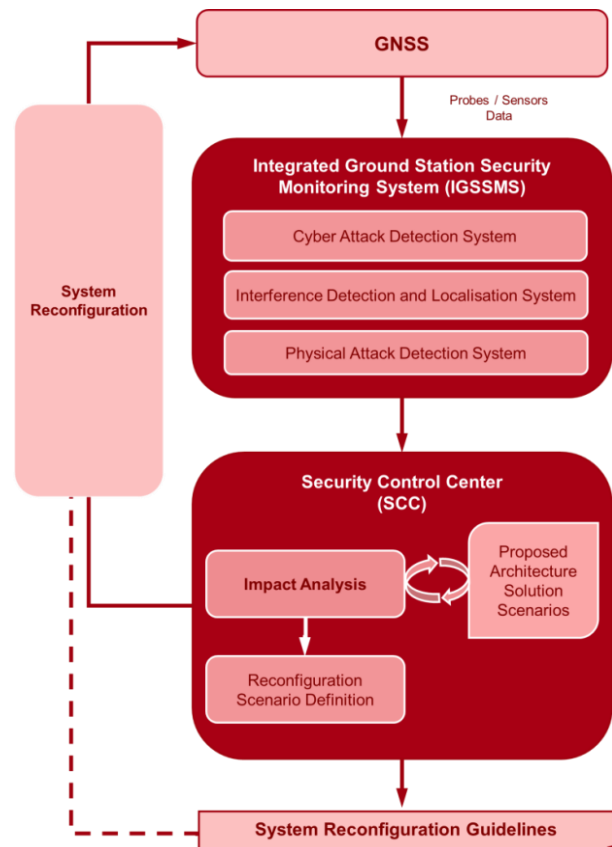 GNSS
Probes / Sensors
Data
Integrated Ground Station Security
Monitoring System (IGSSMS)
Cyber Attack Detection System
Interference Detection and Localisation System
Physical Attack Detection System
System
Reconfiguration
Security Control Center
(SCC)
Impact Analysis
Proposed
Architecture
Solution
Scenarios
Reconfiguration
Scenario Definition
System Reconfiguration Guidelines